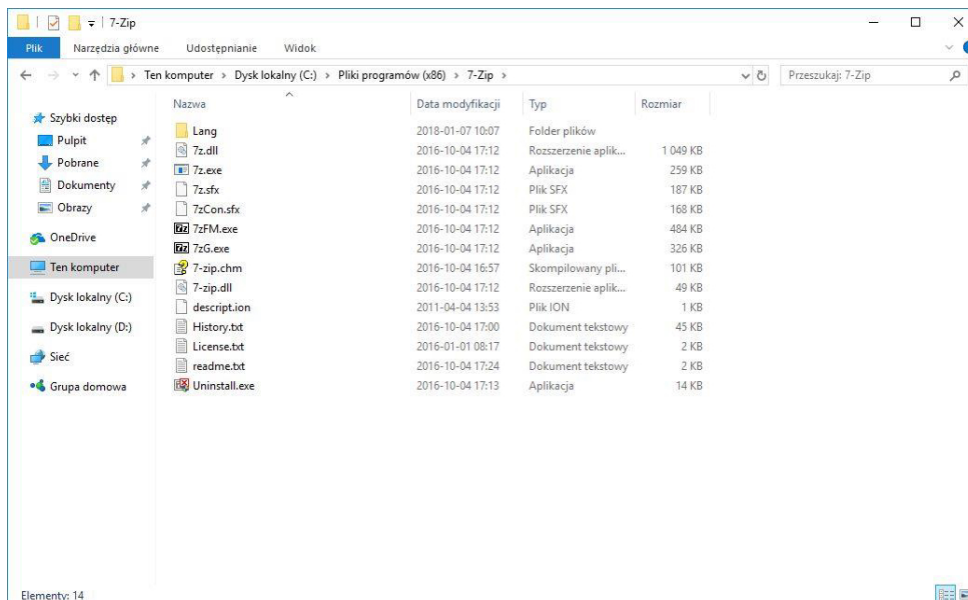 7-Zip
Plik Narzędzia główne Udostępnianie Widok
Ten komputer > Dysk lokalny (C:) > Pliki programów (x86) > 7-Zip >
Przeszukaj: 7-Zip
Szybki dostęp
Pulpit
Pobrane
Dokumenty
Obrazy
OneDrive
Ten komputer
Dysk lokalny (C:)
Dysk lokalny (D:)
Sieć
Grupa domowa
Nazwa Data modyfikacji Typ Rozmiar
Lang 2018-01-07 10:07 Folder plików
7z.dll 2016-10-04 17:12 Rozszerzenie aplik... 1 049 KB
7z.exe 2016-10-04 17:12 Aplikacja 259 KB
7z.sfx 2016-10-04 17:12 Plik SFX 187 KB
7zCon.sfx 2016-10-04 17:12 Plik SFX 168 KB
7zFM.exe 2016-10-04 17:12 Aplikacja 484 KB
7zG.exe 2016-10-04 17:12 Aplikacja 326 KB
7-zip.chm 2016-10-04 16:57 Skompilowany pli... 101 KB
7-zip.dll 2016-10-04 17:12 Rozszerzenie aplik... 49 KB
descript.ion 2011-04-04 13:53 Plik ION 1 KB
History.txt 2016-10-04 17:00 Dokument tekstowy 45 KB
License.txt 2016-01-01 08:17 Dokument tekstowy 2 KB
readme.txt 2016-10-04 17:24 Dokument tekstowy 2 KB
Uninstall.exe 2016-10-04 17:13 Aplikacja 14 KB
Elementy: 14